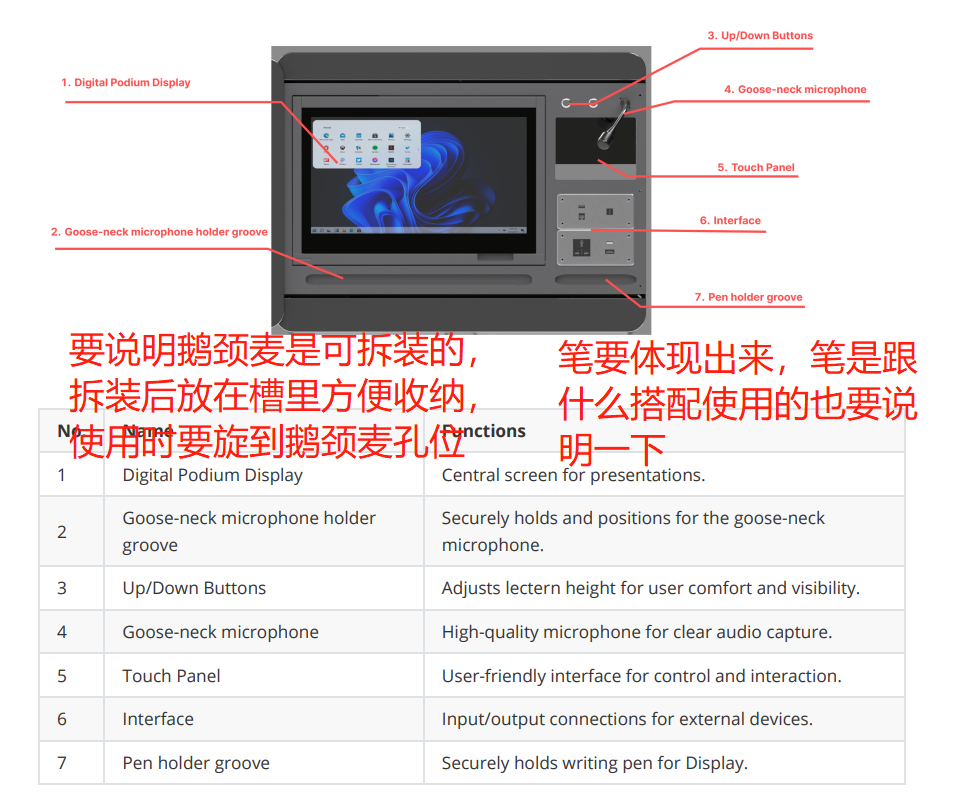 3. Up/Down Buttons
1. Digital Podium Display
4. Goose-neck microphone
5. Touch Panel
6. Interface
2. Goose-neck microphone holder groove
7. Pen holder groove
要说明鹅颈麦是可拆装的，
拆装后放在槽里方便收纳，
使用时要旋到鹅颈麦孔位
笔要体现出来，笔是跟
什么搭配使用的也要说
明一下
No Name Functions
1 Digital Podium Display Central screen for presentations.
2 Goose-neck microphone holder groove Securely holds and positions for the goose-neck microphone.
3 Up/Down Buttons Adjusts lectern height for user comfort and visibility.
4 Goose-neck microphone High-quality microphone for clear audio capture.
5 Touch Panel User-friendly interface for control and interaction.
6 Interface Input/output connections for external devices.
7 Pen holder groove Securely holds writing pen for Display.